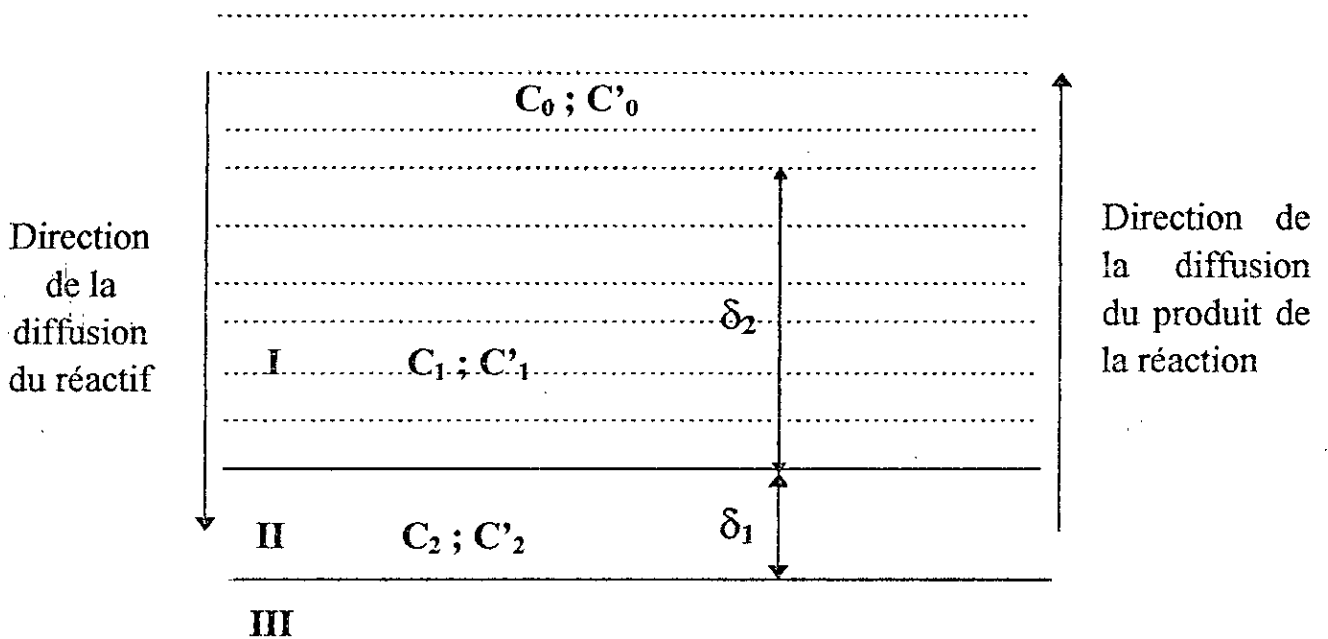 C₀ ; C'₀
Direction
de la
diffusion
du réactif
δ₂
Direction de
la diffusion
du produit de
la réaction
I C₁ ; C'₁
II C₂ ; C'₂
δ₁
III